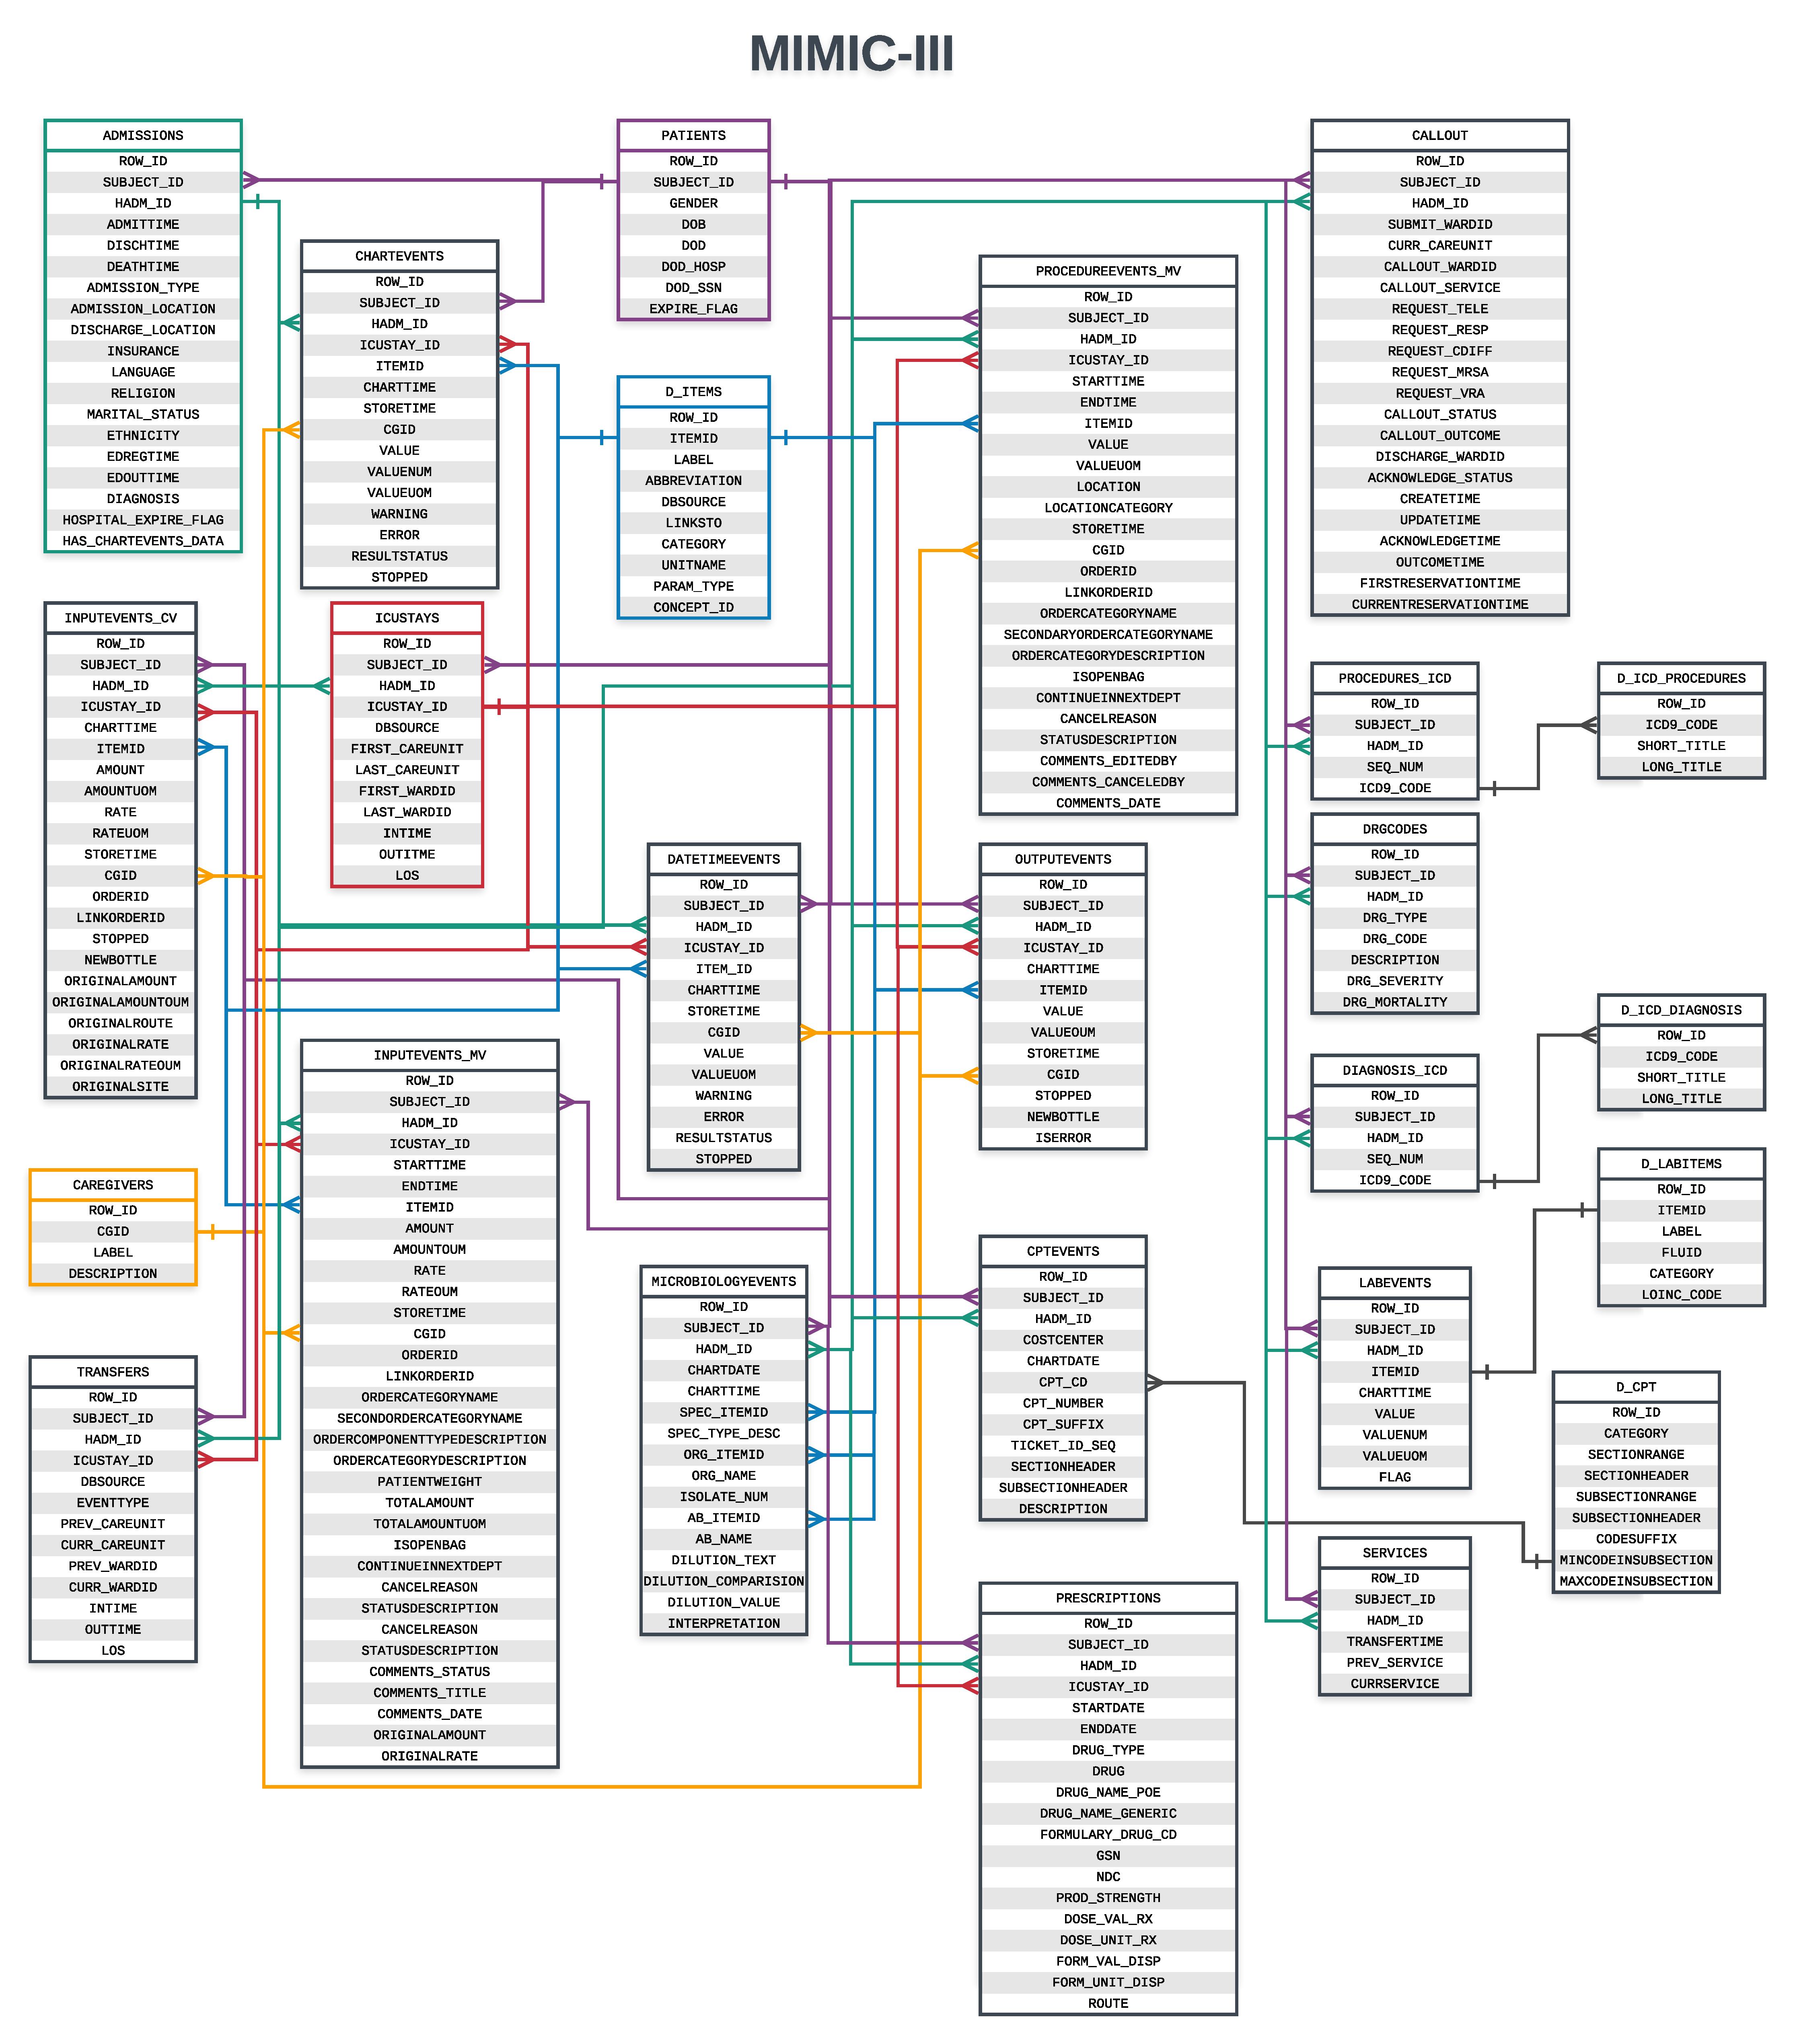 MIMIC-III
ADMISSIONS
ROW_ID
SUBJECT_ID
HADM_ID
ADMITTIME
DISCHTIME
DEATHTIME
ADMISSION_TYPE
ADMISSION_LOCATION
DISCHARGE_LOCATION
INSURANCE
LANGUAGE
RELIGION
MARITAL_STATUS
ETHNICITY
EDREGTIME
EDOUTTIME
DIAGNOSIS
HOSPITAL_EXPIRE_FLAG
HAS_CHARTEVENTS_DATA
CHARTEVENTS
ROW_ID
SUBJECT_ID
HADM_ID
ICUSTAY_ID
ITEMID
CHARTTIME
STORETIME
CGID
VALUE
VALUENUM
VALUEUOM
WARNING
ERROR
RESULTSTATUS
STOPPED
PATIENTS
ROW_ID
SUBJECT_ID
GENDER
DOB
DOD
DOD_HOSP
DOD_SSN
EXPIRE_FLAG
D_ITEMS
ROW_ID
ITEMID
LABEL
ABBREVIATION
DBSOURCE
LINKSTO
CATEGORY
UNITNAME
PARAM_TYPE
CONCEPT_ID
PROCEDUREEVENTS_MV
ROW_ID
SUBJECT_ID
HADM_ID
ICUSTAY_ID
STARTTIME
ENDTIME
ITEMID
VALUE
VALUEUOM
LOCATION
LOCATIONCATEGORY
STORETIME
CGID
ORDERID
LINKORDERID
ORDERCATEGORYNAME
SECONDARYORDERCATEGORYNAME
ORDERCATEGORYDESCRIPTION
ISOPENBAG
CONTINUEINNEXTDEPT
CANCELREASON
STATUSDESCRIPTION
COMMENTS_EDITEDBY
COMMENTS_CANCELEDBY
COMMENTS_DATE
CALLOUT
ROW_ID
SUBJECT_ID
HADM_ID
SUBMIT_WARDID
CURR_CAREUNIT
CALLOUT_WARDID
CALLOUT_SERVICE
REQUEST_TELE
REQUEST_RESP
REQUEST_CDIFF
REQUEST_MRSA
REQUEST_VRA
CALLOUT_STATUS
CALLOUT_OUTCOME
DISCHARGE_WARDID
ACKNOWLEDGE_STATUS
CREATETIME
UPDATETIME
ACKNOWLEDGETIME
OUTCOMETIME
FIRSTRESERVATIONTIME
CURRENTRESERVATIONTIME
INPUTEVENTS_CV
ROW_ID
SUBJECT_ID
HADM_ID
ICUSTAY_ID
CHARTTIME
ITEMID
AMOUNT
AMOUNTUOM
RATE
RATEUOM
STORETIME
CGID
ORDERID
LINKORDERID
STOPPED
NEWBOTTLE
ORIGINALAMOUNT
ORIGINALAMOUNTOUM
ORIGINALROUTE
ORIGINALRATE
ORIGINALRATEOUM
ORIGINALSITE
ICUSTAYS
ROW_ID
SUBJECT_ID
HADM_ID
ICUSTAY_ID
DBSOURCE
FIRST_CAREUNIT
LAST_CAREUNIT
FIRST_WARDID
LAST_WARDID
INTIME
OUTITME
LOS
PROCEDURES_ICD
ROW_ID
SUBJECT_ID
HADM_ID
SEQ_NUM
ICD9_CODE
D_ICD_PROCEDURES
ROW_ID
ICD9_CODE
SHORT_TITLE
LONG_TITLE
DRGCODES
ROW_ID
SUBJECT_ID
HADM_ID
DRG_TYPE
DRG_CODE
DESCRIPTION
DRG_SEVERITY
DRG_MORTALITY
DATETIMEEVENTS
ROW_ID
SUBJECT_ID
HADM_ID
ICUSTAY_ID
ITEM_ID
CHARTTIME
STORETIME
CGID
VALUE
VALUEUOM
WARNING
ERROR
RESULTSTATUS
STOPPED
OUTPUTEVENTS
ROW_ID
SUBJECT_ID
HADM_ID
ICUSTAY_ID
CHARTTIME
ITEMID
VALUE
VALUEOUM
STORETIME
CGID
STOPPED
NEWBOTTLE
ISERROR
D_ICD_DIAGNOSIS
ROW_ID
ICD9_CODE
SHORT_TITLE
LONG_TITLE
DIAGNOSIS_ICD
ROW_ID
SUBJECT_ID
HADM_ID
SEQ_NUM
ICD9_CODE
INPUTEVENTS_MV
ROW_ID
SUBJECT_ID
HADM_ID
ICUSTAY_ID
STARTTIME
ENDTIME
ITEMID
AMOUNT
AMOUNTOUM
RATE
RATEOUM
STORETIME
CGID
ORDERID
LINKORDERID
ORDERCATEGORYNAME
SECONDORDERCATEGORYNAME
ORDERCOMPONENTTYPEDESCRIPTION
ORDERCATEGORYDESCRIPTION
PATIENTWEIGHT
TOTALAMOUNT
TOTALAMOUNTUOM
ISOPENBAG
CONTINUEINNEXTDEPT
CANCELREASON
STATUSDESCRIPTION
CANCELREASON
STATUSDESCRIPTION
COMMENTS_STATUS
COMMENTS_TITLE
COMMENTS_DATE
ORIGINALAMOUNT
ORIGINALRATE
CAREGIVERS
ROW_ID
CGID
LABEL
DESCRIPTION
D_LABITEMS
ROW_ID
ITEMID
LABEL
FLUID
CATEGORY
LOINC_CODE
MICROBIOLOGYEVENTS
ROW_ID
SUBJECT_ID
HADM_ID
CHARTDATE
CHARTTIME
SPEC_ITEMID
SPEC_TYPE_DESC
ORG_ITEMID
ORG_NAME
ISOLATE_NUM
AB_ITEMID
AB_NAME
DILUTION_TEXT
DILUTION_COMPARISION
DILUTION_VALUE
INTERPRETATION
CPTEVENTS
ROW_ID
SUBJECT_ID
HADM_ID
COSTCENTER
CHARTDATE
CPT_CD
CPT_NUMBER
CPT_SUFFIX
TICKET_ID_SEQ
SECTIONHEADER
SUBSECTIONHEADER
DESCRIPTION
LABEVENTS
ROW_ID
SUBJECT_ID
HADM_ID
ITEMID
CHARTTIME
VALUE
VALUENUM
VALUEUOM
FLAG
TRANSFERS
ROW_ID
SUBJECT_ID
HADM_ID
ICUSTAY_ID
DBSOURCE
EVENTTYPE
PREV_CAREUNIT
CURR_CAREUNIT
PREV_WARDID
CURR_WARDID
INTIME
OUTTIME
LOS
D_CPT
ROW_ID
CATEGORY
SECTIONRANGE
SECTIONHEADER
SUBSECTIONRANGE
SUBSECTIONHEADER
CODESUFFIX
MINCODEINSUBSECTION
MAXCODEINSUBSECTION
SERVICES
ROW_ID
SUBJECT_ID
HADM_ID
TRANSFERTIME
PREV_SERVICE
CURRSERVICE
PRESCRIPTIONS
ROW_ID
SUBJECT_ID
HADM_ID
ICUSTAY_ID
STARTDATE
ENDDATE
DRUG_TYPE
DRUG
DRUG_NAME_POE
DRUG_NAME_GENERIC
FORMULARY_DRUG_CD
GSN
NDC
PROD_STRENGTH
DOSE_VAL_RX
DOSE_UNIT_RX
FORM_VAL_DISP
FORM_UNIT_DISP
ROUTE